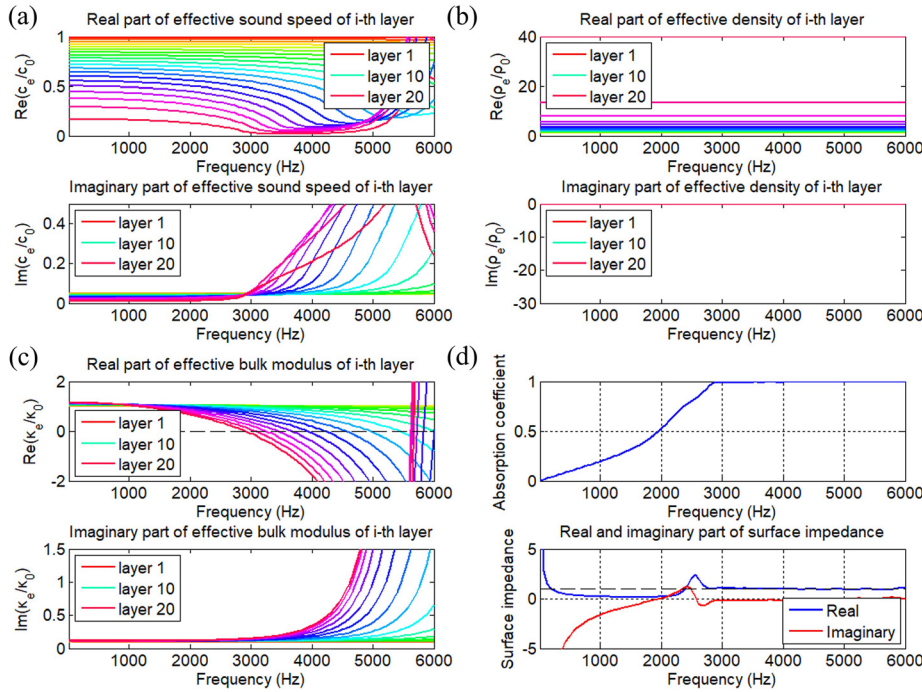 (a)
Real part of effective sound speed of i-th layer
Re(c_e/c_0)
1
0.5
0
layer 1
layer 10
layer 20
1000 2000 3000 4000 5000 6000
Frequency (Hz)
Imaginary part of effective sound speed of i-th layer
Im(c_e/c_0)
0.4
0.2
0
layer 1
layer 10
layer 20
1000 2000 3000 4000 5000 6000
Frequency (Hz)
(b)
Real part of effective density of i-th layer
Re(ρ_e/ρ_0)
40
20
0
layer 1
layer 10
layer 20
0 1000 2000 3000 4000 5000 6000
Frequency (Hz)
Imaginary part of effective density of i-th layer
Im(ρ_e/ρ_0)
0
-10
-20
-30
layer 1
layer 10
layer 20
1000 2000 3000 4000 5000 6000
Frequency (Hz)
(c)
Real part of effective bulk modulus of i-th layer
Re(κ_e/κ_0)
2
0
-2
layer 1
layer 10
layer 20
1000 2000 3000 4000 5000 6000
Frequency (Hz)
Imaginary part of effective bulk modulus of i-th layer
Im(κ_e/κ_0)
1.5
1
0.5
0
layer 1
layer 10
layer 20
1000 2000 3000 4000 5000 6000
Frequency (Hz)
(d)
Absorption coefficient
1
0.5
0
1000 2000 3000 4000 5000 6000
Frequency (Hz)
Real and imaginary part of surface impedance
Surface impedance
5
0
-5
Real
Imaginary
1000 2000 3000 4000 5000 6000
Frequency (Hz)